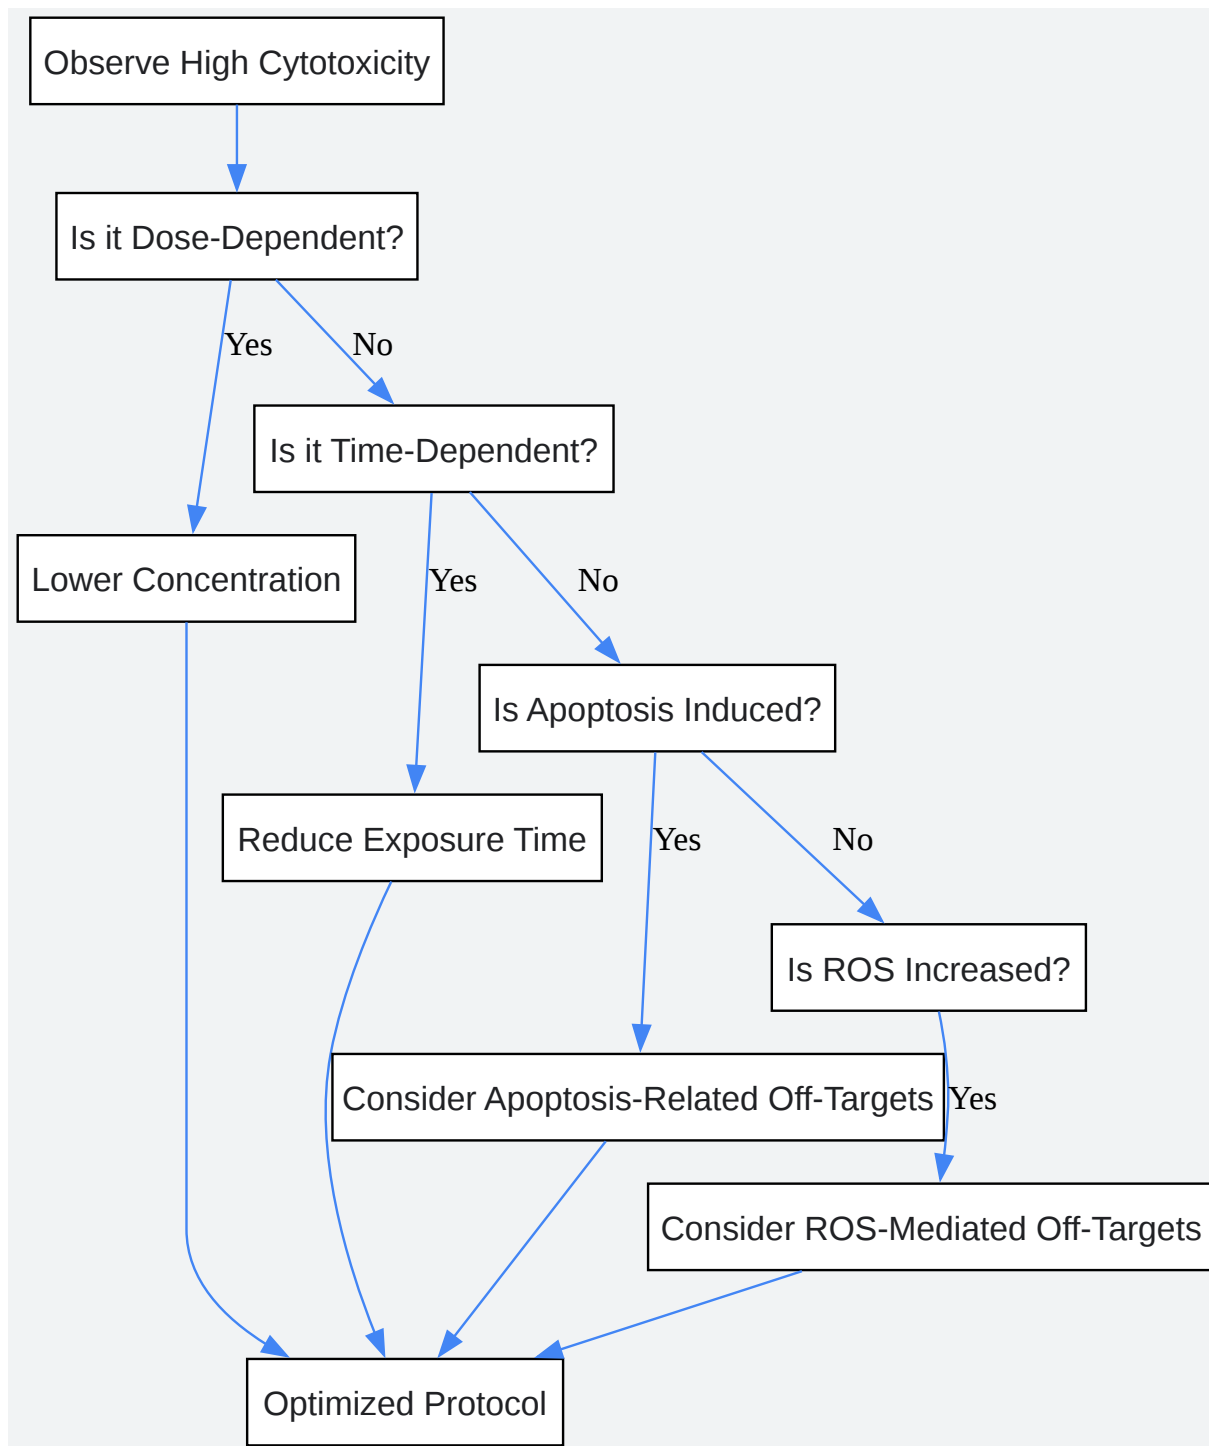 Observe High Cytotoxicity
Is it Dose-Dependent?
Yes
No
Is it Time-Dependent?
Lower Concentration
Yes
No
Is Apoptosis Induced?
Reduce Exposure Time
Yes
No
Is ROS Increased?
Consider Apoptosis-Related Off-Targets
Yes
Consider ROS-Mediated Off-Targets
Optimized Protocol